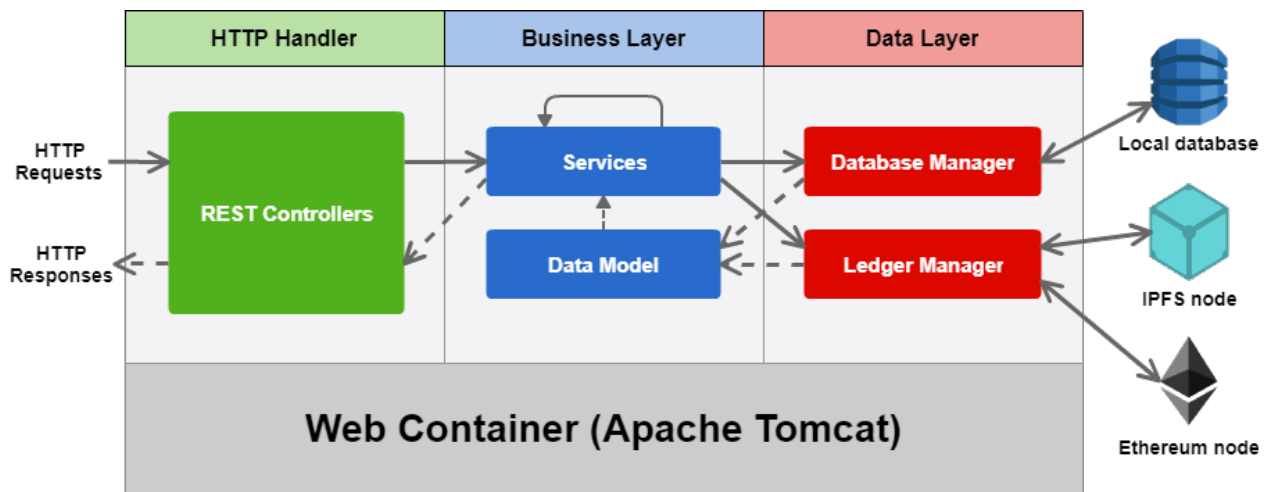 HTTP Handler
Business Layer
Data Layer
HTTP
Requests
REST Controllers
HTTP
Responses
Services
Data Model
Database Manager
Ledger Manager
Local database
IPFS node
Ethereum node
Web Container (Apache Tomcat)